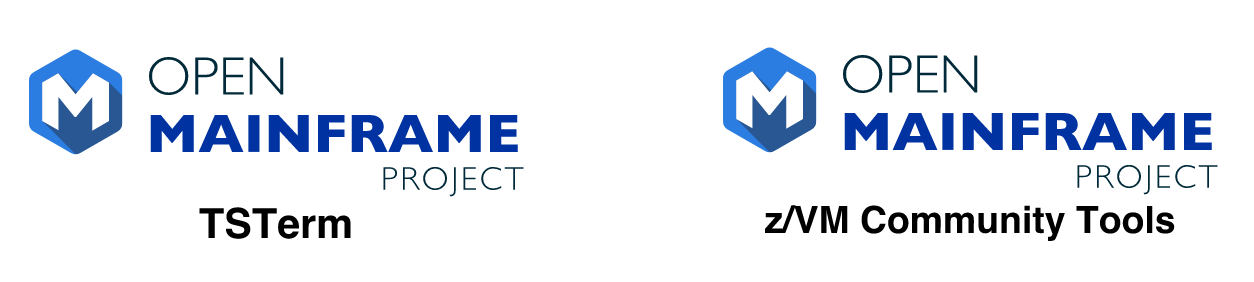 OPEN
MAINFRAME
PROJECT
TSTerm
OPEN
MAINFRAME
PROJECT
z/VM Community Tools